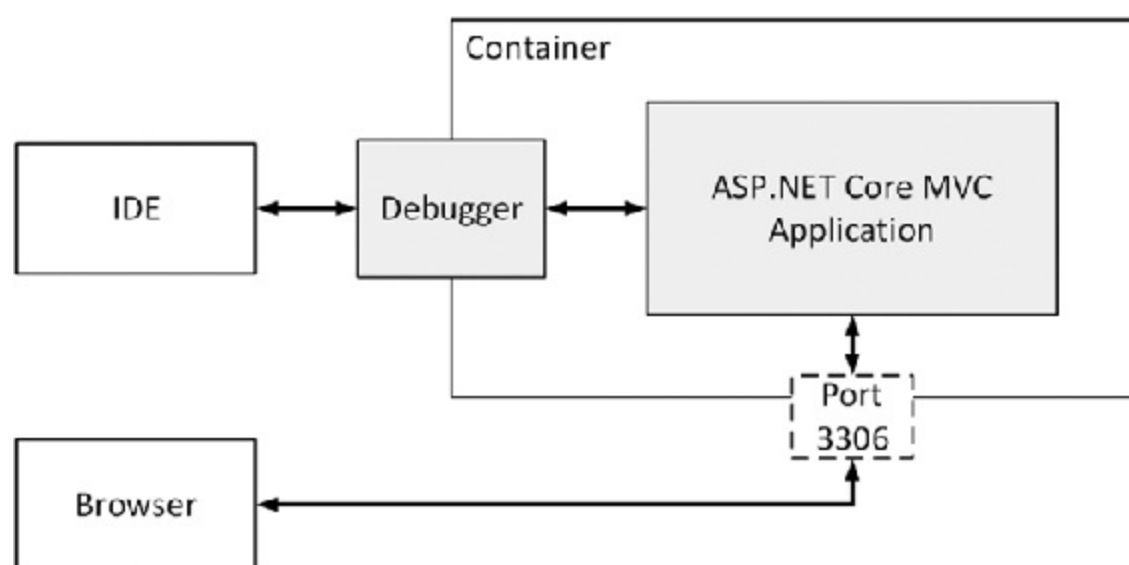 Container
IDE
Debugger
ASP.NET Core MVC
Application
Port
3306
Browser